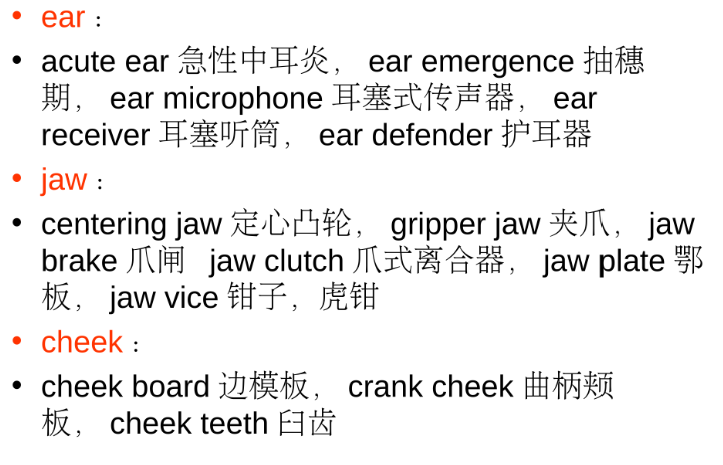 • ear：
• acute ear 急性中耳炎， ear emergence 抽穗
期， ear microphone 耳塞式传声器， ear
receiver 耳塞听筒， ear defender 护耳器
• jaw：
• centering jaw 定心凸轮， gripper jaw 夹爪， jaw
brake 爪闸 jaw clutch 爪式离合器， jaw plate 鄂
板， jaw vice 钳子，虎钳
• cheek：
• cheek board 边模板， crank cheek 曲柄颊
板， cheek teeth 臼齿